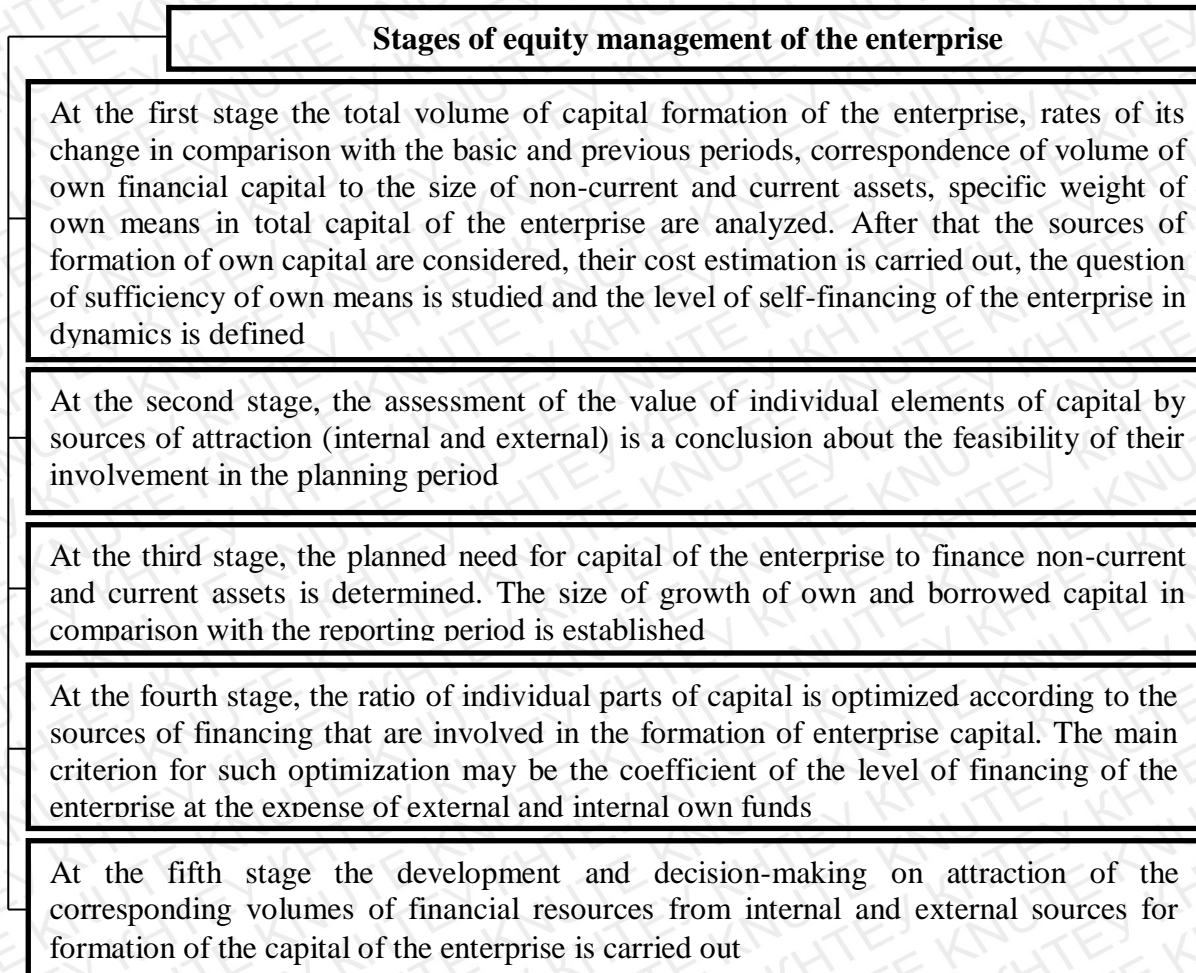 Stages of equity management of the enterprise
At the first stage the total volume of capital formation of the enterprise, rates of its
change in comparison with the basic and previous periods, correspondence of volume of
own financial capital to the size of non-current and current assets, specific weight of
own means in total capital of the enterprise are analyzed. After that the sources of
formation of own capital are considered, their cost estimation is carried out, the question
of sufficiency of own means is studied and the level of self-financing of the enterprise in
dynamics is defined
At the second stage, the assessment of the value of individual elements of capital by
sources of attraction (internal and external) is a conclusion about the feasibility of their
involvement in the planning period
At the third stage, the planned need for capital of the enterprise to finance non-current
and current assets is determined. The size of growth of own and borrowed capital in
comparison with the reporting period is established
At the fourth stage, the ratio of individual parts of capital is optimized according to the
sources of financing that are involved in the formation of enterprise capital. The main
criterion for such optimization may be the coefficient of the level of financing of the
enterprise at the expense of external and internal own funds
At the fifth stage the development and decision-making on attraction of the
corresponding volumes of financial resources from internal and external sources for
formation of the capital of the enterprise is carried out